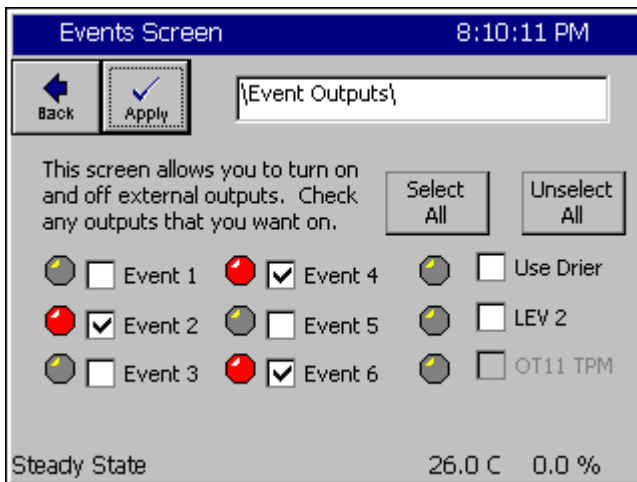 Events Screen 8:10:11 PM
Back Apply \Event Outputs\
This screen allows you to turn on
and off external outputs. Check
any outputs that you want on.
Select
All
Unselect
All
Event 1 Event 4 Use Drier
Event 2 Event 5 LEV 2
Event 3 Event 6 OT11 TPM
Steady State 26.0 C 0.0 %